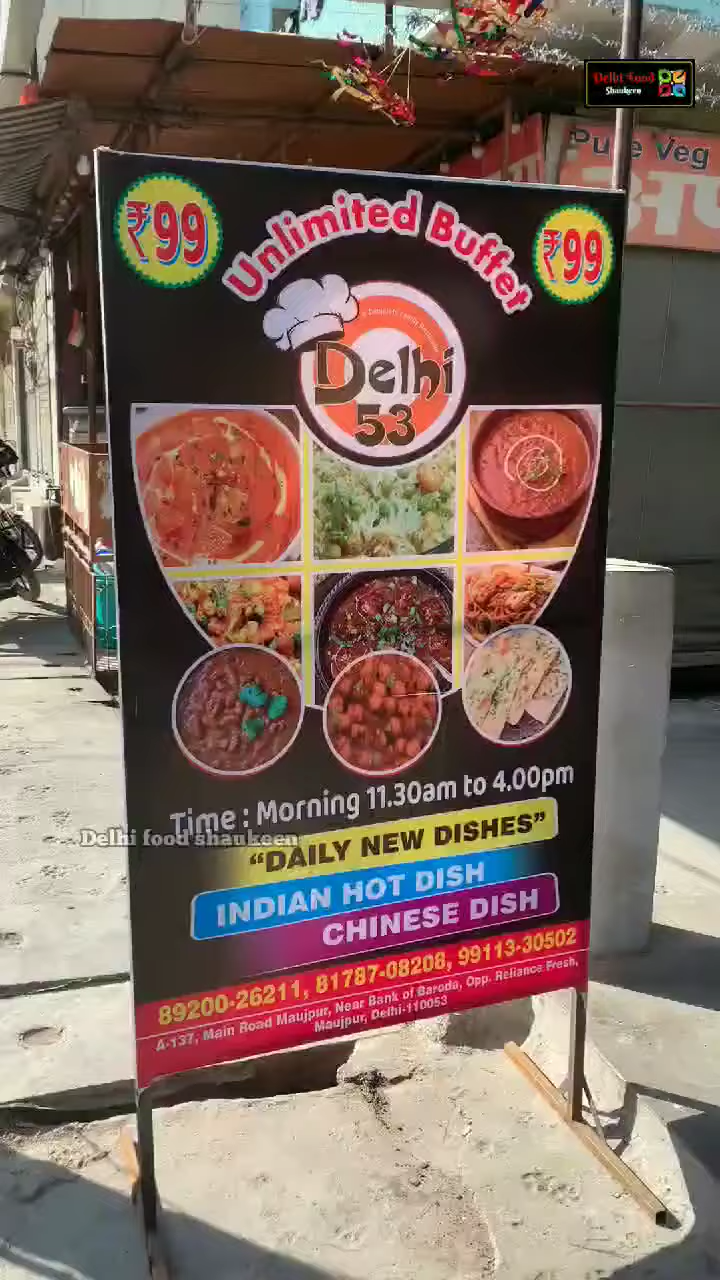 Delhi Food
Shaukeen
Pure Veg
₹99
Unlimited Buffet
₹99
Delhi
53
Time : Morning 11.30am to 4.00pm
Delhi food shaukeen
"DAILY NEW DISHES"
INDIAN HOT DISH
CHINESE DISH
89200-26211, 81787-08208, 99113-30502
A-137, Main Road Maujpur, Near Bank of Baroda, Opp. Reliance Fresh,
Maujpur, Delhi-110053